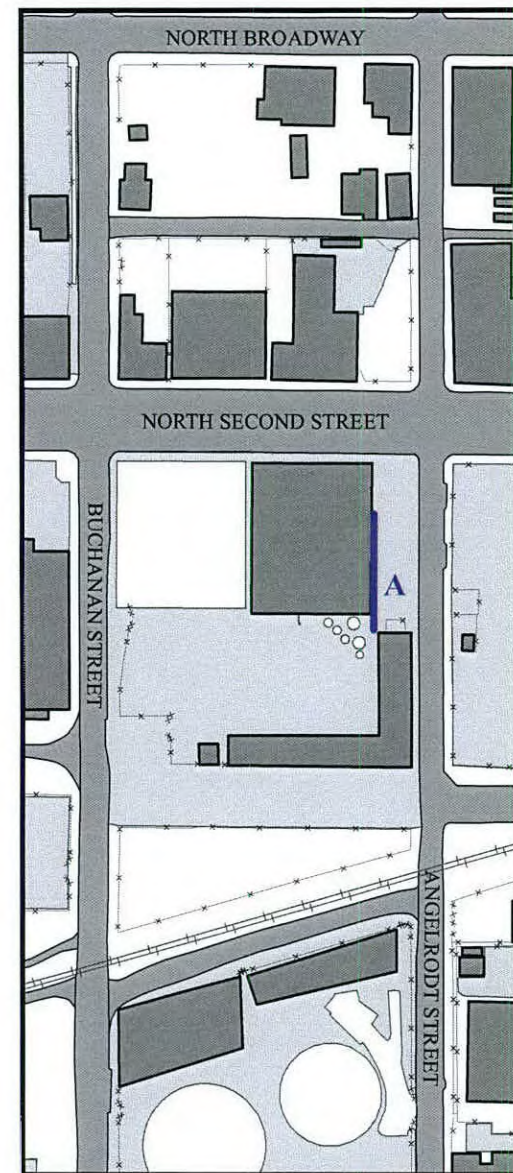 NORTH BROADWAY
NORTH SECOND STREET
BUCHANAN STREET
A
ANGELRODT STREET